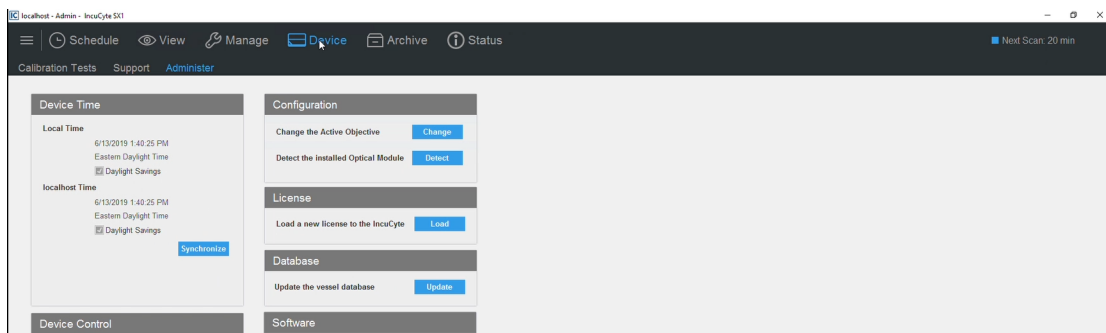 IC localhost - Admin - IncuCyte SX1
Schedule View Manage Device Archive Status Next Scan: 20 min
Calibration Tests Support Administer
Device Time
Local Time
6/13/2019 1:40:25 PM
Eastern Daylight Time
Daylight Savings
localhost Time
6/13/2019 1:40:25 PM
Eastern Daylight Time
Daylight Savings
Synchronize
Device Control
Configuration
Change the Active Objective Change
Detect the installed Optical Module Detect
License
Load a new license to the IncuCyte Load
Database
Update the vessel database Update
Software